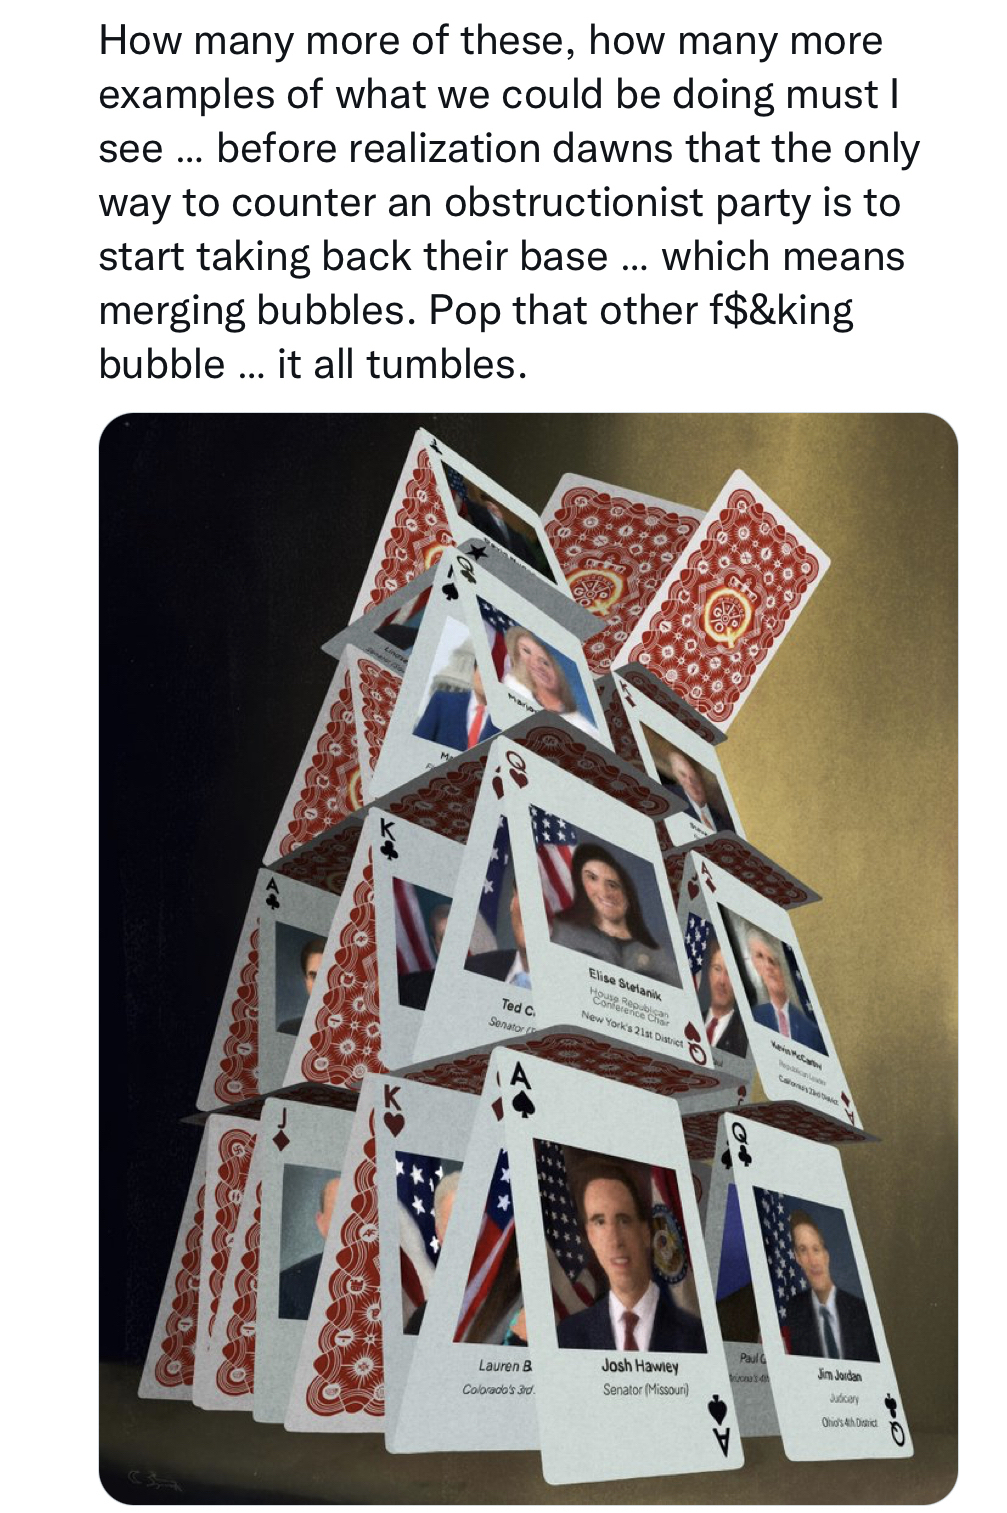 How many more of these, how many more
examples of what we could be doing must I
see ... before realization dawns that the only
way to counter an obstructionist party is to
start taking back their base ... which means
merging bubbles. Pop that other f$&king
bubble ... it all tumbles.
Q
K
Q
K
A
A
Elise Stefanik
House Republican
Conference Chair
New York's 21st District
Q
Ted C.
Senator
Kevin McCarthy
Republican Leader
California's 23rd District
A
J
K
A
Q
Lauren B
Colorado's 3rd
Josh Hawley
Senator (Missouri)
A
Paul G
Jim Jordan
Judiciary
Ohio's 4th District
Q